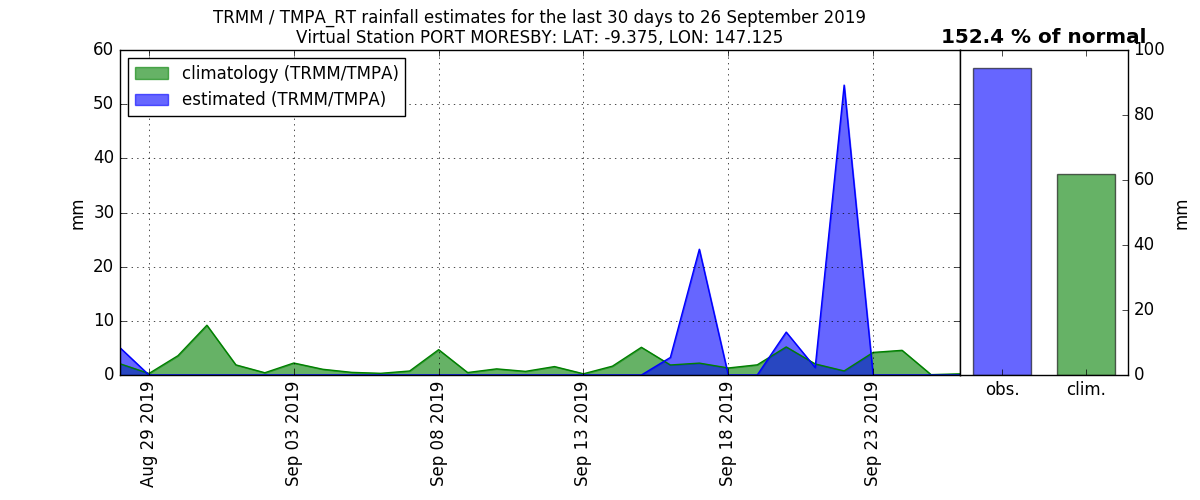 TRMM / TMPA_RT rainfall estimates for the last 30 days to 26 September 2019
Virtual Station PORT MORESBY: LAT: -9.375, LON: 147.125
152.4 % of normal
climatology (TRMM/TMPA)
estimated (TRMM/TMPA)
60
50
40
30
20
10
0
mm
Aug 29 2019
Sep 03 2019
Sep 08 2019
Sep 13 2019
Sep 18 2019
Sep 23 2019
obs.
clim.
100
80
60
40
20
0
mm